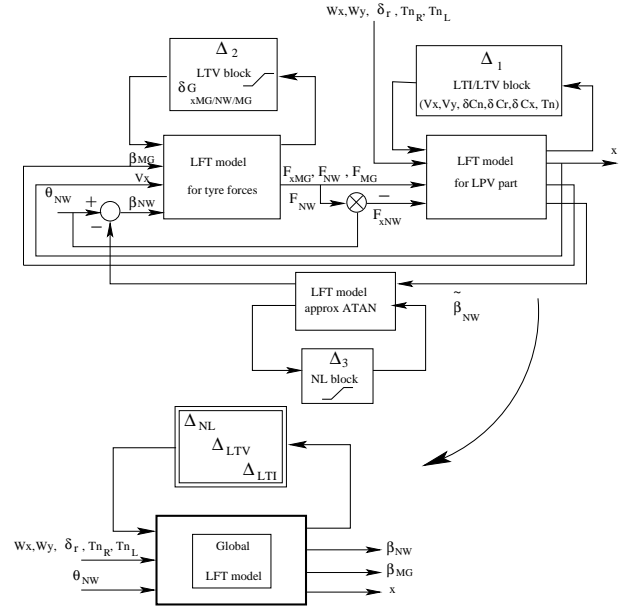 Wx,Wy, δr, TnR, TnL
Δ2
LTV block
δG
xMG/NW/MG
Δ1
LTI/LTV block
(Vx,Vy, δCn,δCr,δCx, Tn)
βMG
Vx
θNW
+
−
βNW
LFT model
for tyre forces
FxMG, FNW , FMG
FNW
−
FxNW
LFT model
for LPV part
x
LFT model
approx ATAN
~
βNW
Δ3
NL block
ΔNL
ΔLTV
ΔLTI
Wx,Wy, δr ,TnR, TnL
θNW
Global
LFT model
βNW
βMG
x